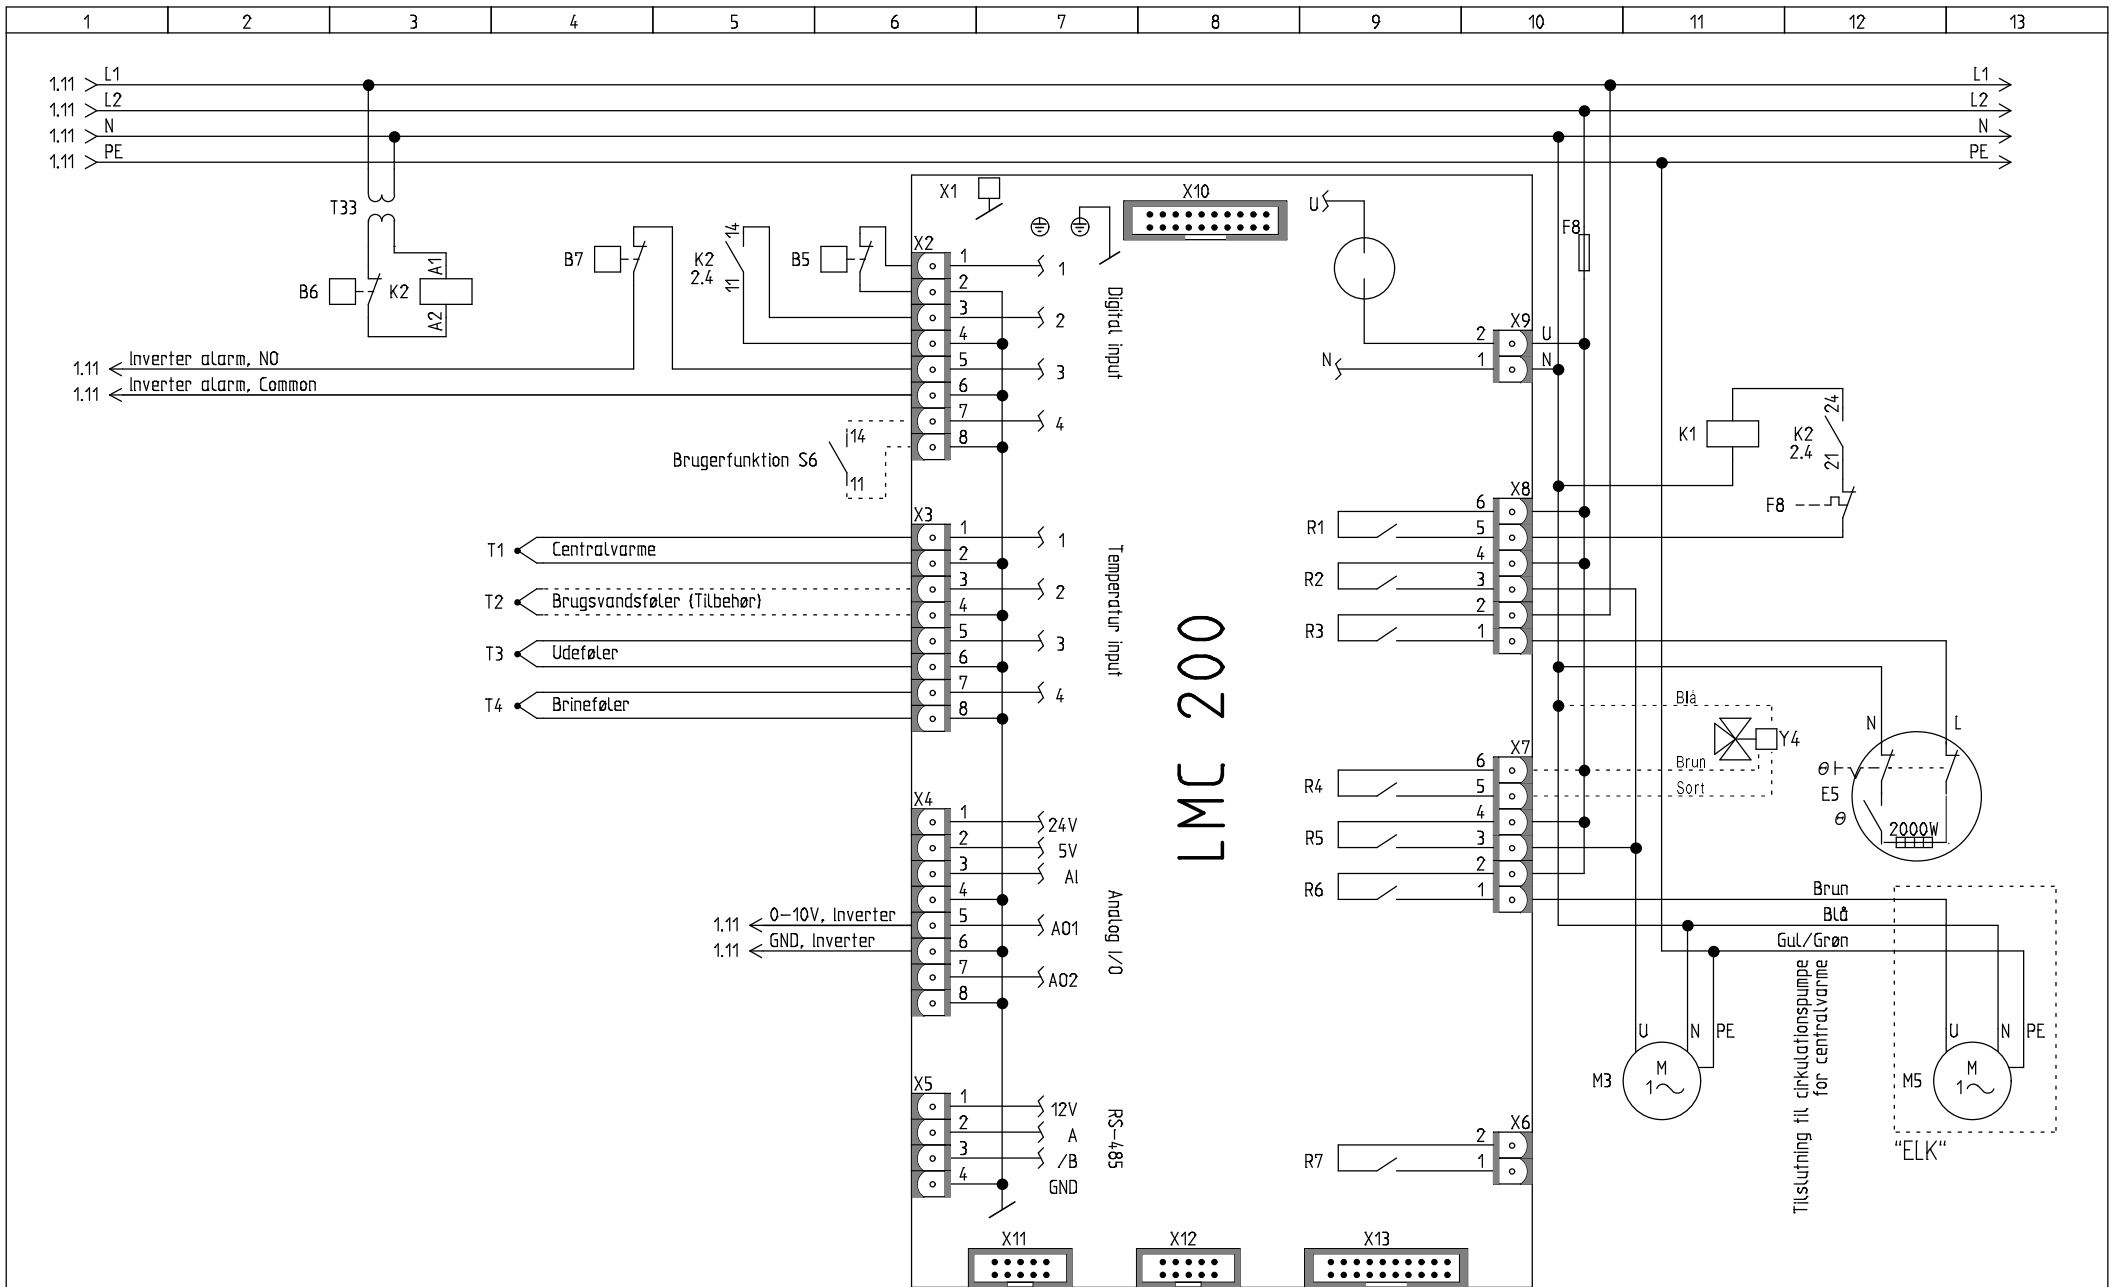 1 2 3 4 5 6 7 8 9 10 11 12 13
1.11 L1 L1
1.11 L2 L2
1.11 N N
1.11 PE PE
T33
B6
K2
A1
A2
B7
K2
2.4
14
11
B5
1.11 Inverter alarm, NO
1.11 Inverter alarm, Common
Brugerfunktion S6
14
11
T1 Centralvarme
T2 Brugsvandsføler (Tilbehør)
T3 Udeføler
T4 Brineføler
1.11 0-10V, Inverter
1.11 GND, Inverter
X1
X10
X2
1 1
2
3 2
4
5 3
6
7 4
8
Digital input
X3
1 1
2
3 2
4
5 3
6
7 4
8
Temperatur input
X4
1 24V
2 5V
3 AI
4
5 AO1
6
7 AO2
8
Analog I/O
X5
1 12V
2 A
3 /B
4 GND
RS-485
LMC 200
X11
X12
X13
U
N
X9
2 U
1 N
F8
X8
R1 6
5
R2 4
3
R3 2
1
X7
R4 6
5
R5 4
3
R6 2
1
X6
R7 2
1
K1
K2
2.4
24
21
F8
Blå
Y4
Brun
Sort
N L
Θ
E5
Θ
2000W
Brun
Blå
Gul/Grøn
M3
U N PE
M
1~
Tilslutning til cirkulationspumpe
for centralvarme
M5
U N PE
M
1~
"ELK"